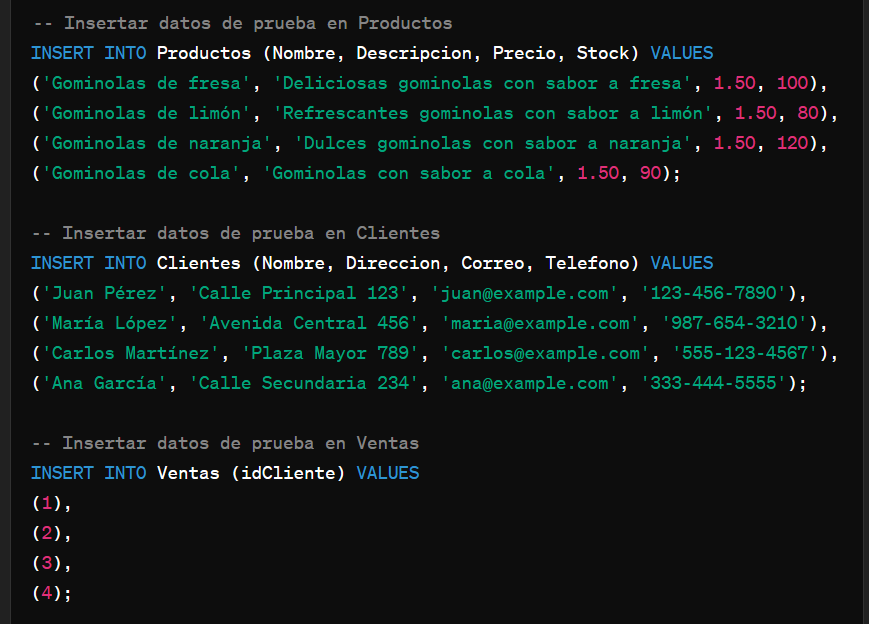 -- Insertar datos de prueba en Productos
INSERT INTO Productos (Nombre, Descripcion, Precio, Stock) VALUES
('Gominolas de fresa', 'Deliciosas gominolas con sabor a fresa', 1.50, 100),
('Gominolas de limón', 'Refrescantes gominolas con sabor a limón', 1.50, 80),
('Gominolas de naranja', 'Dulces gominolas con sabor a naranja', 1.50, 120),
('Gominolas de cola', 'Gominolas con sabor a cola', 1.50, 90);
-- Insertar datos de prueba en Clientes
INSERT INTO Clientes (Nombre, Direccion, Correo, Telefono) VALUES
('Juan Pérez', 'Calle Principal 123', 'juan@example.com', '123-456-7890'),
('María López', 'Avenida Central 456', 'maria@example.com', '987-654-3210'),
('Carlos Martínez', 'Plaza Mayor 789', 'carlos@example.com', '555-123-4567'),
('Ana García', 'Calle Secundaria 234', 'ana@example.com', '333-444-5555');
-- Insertar datos de prueba en Ventas
INSERT INTO Ventas (idCliente) VALUES
(1),
(2),
(3),
(4);